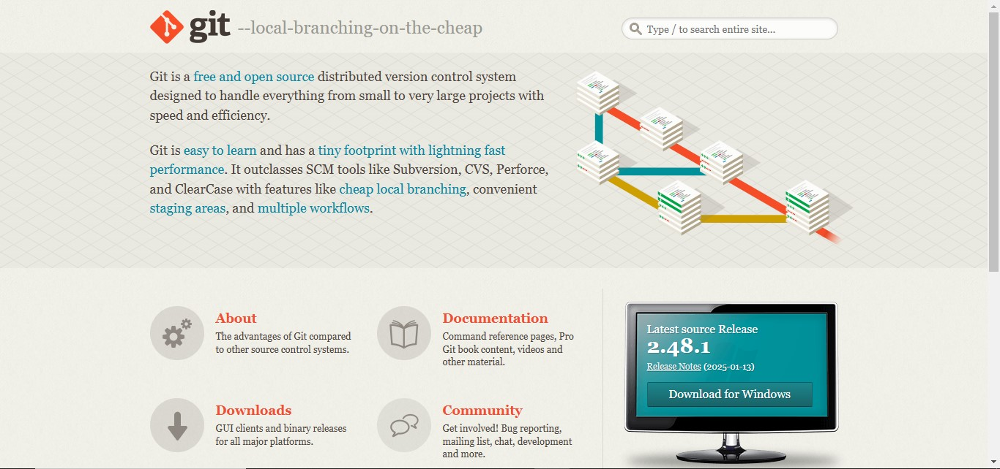 git --local-branching-on-the-cheap
Type / to search entire site...
Git is a free and open source distributed version control system
designed to handle everything from small to very large projects with
speed and efficiency.
Git is easy to learn and has a tiny footprint with lightning fast
performance. It outclasses SCM tools like Subversion, CVS, Perforce,
and ClearCase with features like cheap local branching, convenient
staging areas, and multiple workflows.
About
The advantages of Git compared
to other source control systems.
Documentation
Command reference pages, Pro
Git book content, videos and
other material.
Downloads
GUI clients and binary releases
for all major platforms.
Community
Get involved! Bug reporting,
mailing list, chat, development
and more.
Latest source Release
2.48.1
Release Notes (2025-01-13)
Download for Windows